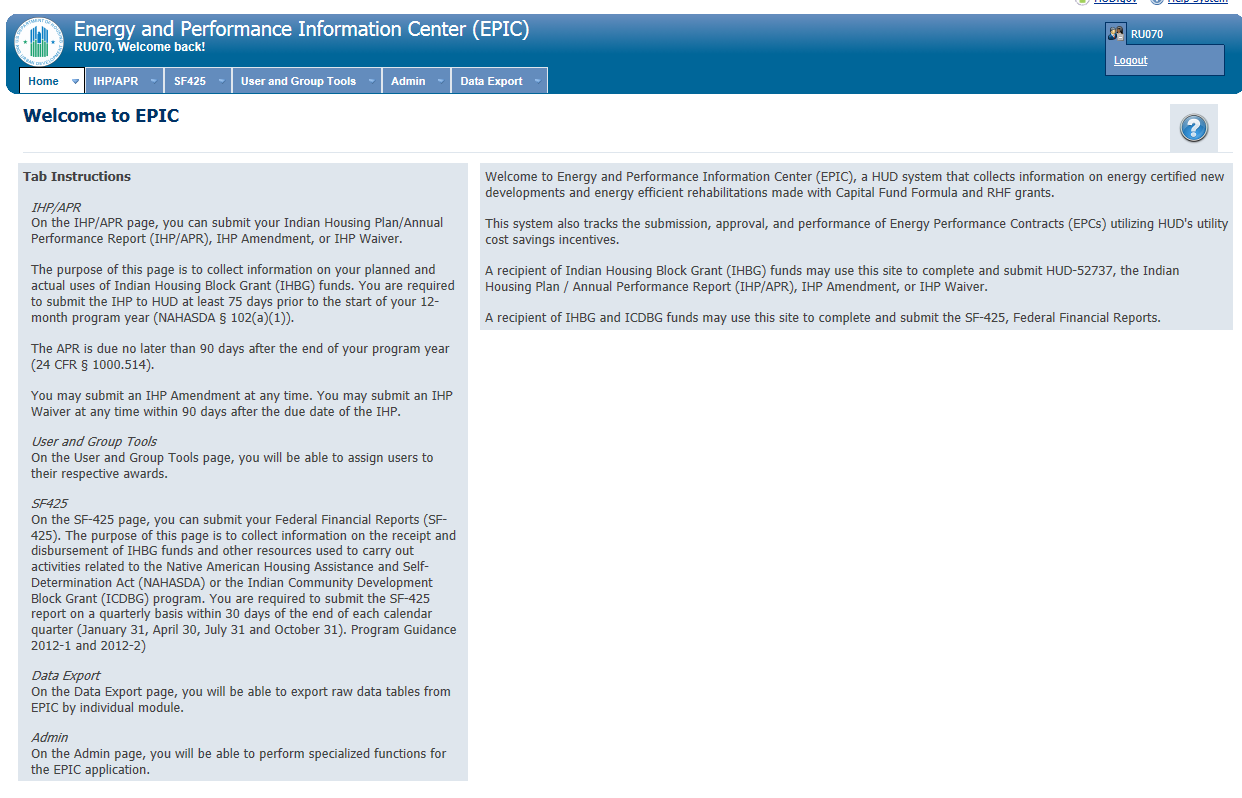 HUD.gov Help System
Energy and Performance Information Center (EPIC)
RU070, Welcome back!
RU070
Logout
Home IHP/APR SF425 User and Group Tools Admin Data Export
Welcome to EPIC
Tab Instructions
IHP/APR
On the IHP/APR page, you can submit your Indian Housing Plan/Annual
Performance Report (IHP/APR), IHP Amendment, or IHP Waiver.
The purpose of this page is to collect information on your planned and
actual uses of Indian Housing Block Grant (IHBG) funds. You are required
to submit the IHP to HUD at least 75 days prior to the start of your 12-
month program year (NAHASDA § 102(a)(1)).
The APR is due no later than 90 days after the end of your program year
(24 CFR § 1000.514).
You may submit an IHP Amendment at any time. You may submit an IHP
Waiver at any time within 90 days after the due date of the IHP.
User and Group Tools
On the User and Group Tools page, you will be able to assign users to
their respective awards.
SF425
On the SF-425 page, you can submit your Federal Financial Reports (SF-
425). The purpose of this page is to collect information on the receipt and
disbursement of IHBG funds and other resources used to carry out
activities related to the Native American Housing Assistance and Self-
Determination Act (NAHASDA) or the Indian Community Development
Block Grant (ICDBG) program. You are required to submit the SF-425
report on a quarterly basis within 30 days of the end of each calendar
quarter (January 31, April 30, July 31 and October 31). Program Guidance
2012-1 and 2012-2)
Data Export
On the Data Export page, you will be able to export raw data tables from
EPIC by individual module.
Admin
On the Admin page, you will be able to perform specialized functions for
the EPIC application.
Welcome to Energy and Performance Information Center (EPIC), a HUD system that collects information on energy certified new
developments and energy efficient rehabilitations made with Capital Fund Formula and RHF grants.
This system also tracks the submission, approval, and performance of Energy Performance Contracts (EPCs) utilizing HUD's utility
cost savings incentives.
A recipient of Indian Housing Block Grant (IHBG) funds may use this site to complete and submit HUD-52737, the Indian
Housing Plan / Annual Performance Report (IHP/APR), IHP Amendment, or IHP Waiver.
A recipient of IHBG and ICDBG funds may use this site to complete and submit the SF-425, Federal Financial Reports.